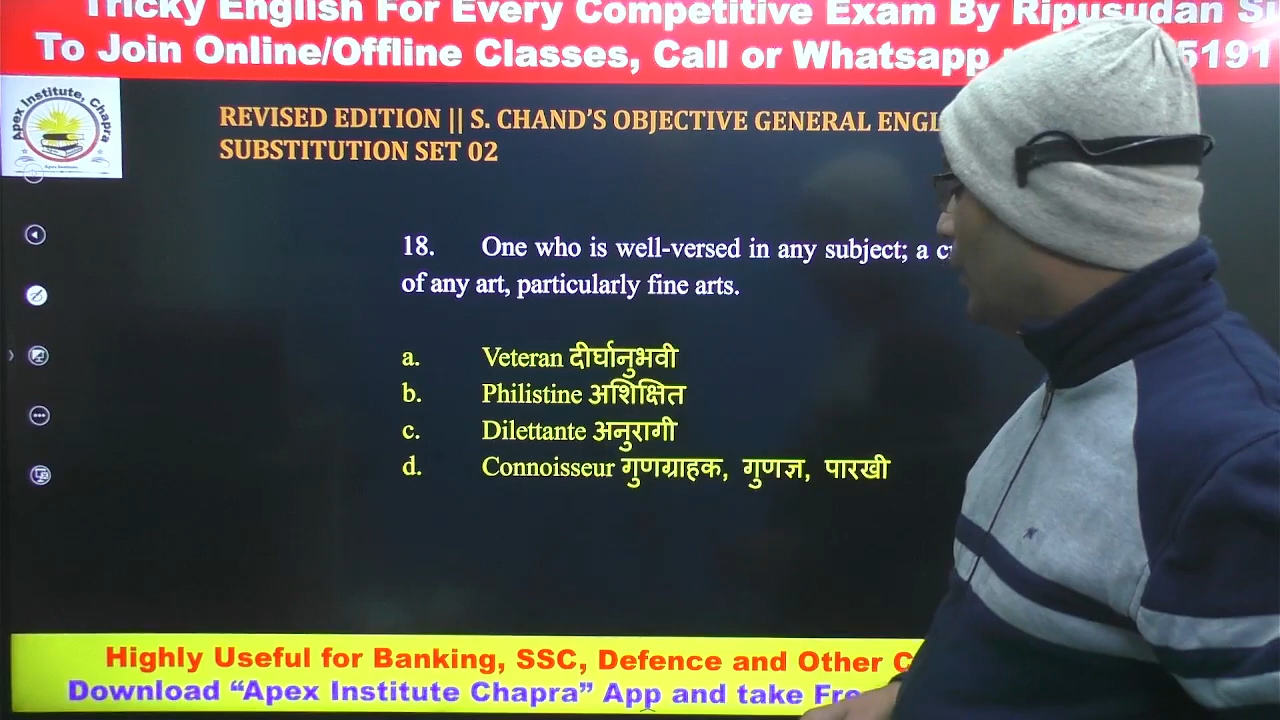 Tricky English For Every Competitive Exam By Ripusudan
To Join Online/Offline Classes, Call or Whatsapp 5191
Apex Institute, Chapra
REVISED EDITION || S. CHAND'S OBJECTIVE GENERAL
SUBSTITUTION SET 02
18. One who is well-versed in any subject; a
of any art, particularly fine arts.
a. Veteran दीर्घानुभवी
b. Philistine अशिक्षित
c. Dilettante अनुरागी
d. Connoisseur गुणग्राहक, गुणज्ञ, पारखी
Highly Useful for Banking, SSC, Defence and Other
Download “Apex Institute Chapra” App and take